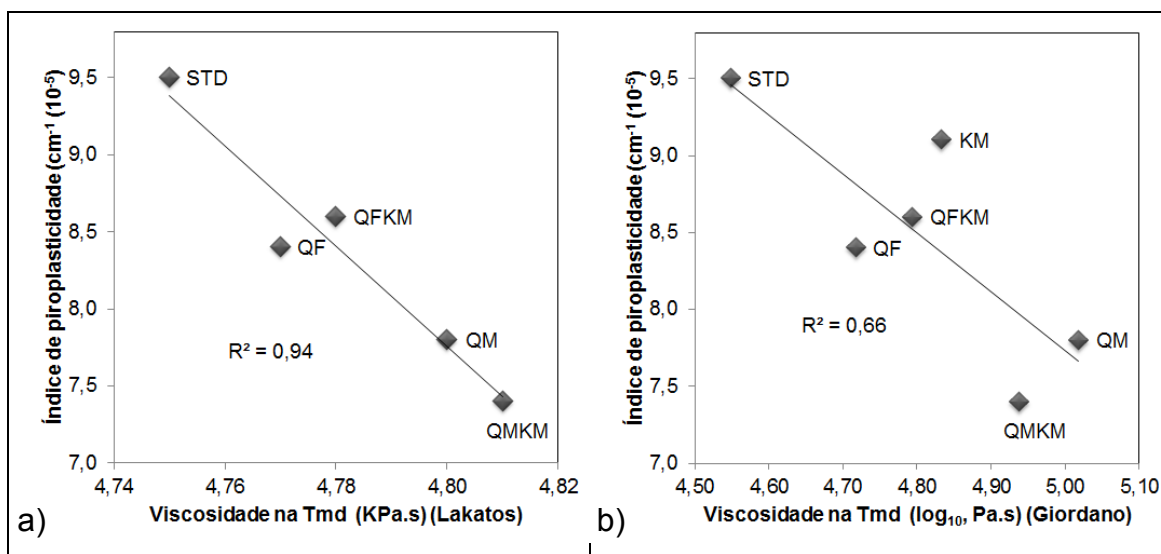 Índice de piroplasticidade (cm⁻¹ (10⁻⁵)
9,5
9,0
8,5
8,0
7,5
7,0
STD
QFKM
QF
QM
QMKM
R² = 0,94
4,74 4,76 4,78 4,80 4,82
Viscosidade na Tmd (KPa.s) (Lakatos)
a)
Índice de piroplasticidade (cm⁻¹ (10⁻⁵)
9,5
9,0
8,5
8,0
7,5
7,0
STD
KM
QFKM
QF
QM
QMKM
R² = 0,66
4,50 4,60 4,70 4,80 4,90 5,00 5,10
Viscosidade na Tmd (log₁₀, Pa.s) (Giordano)
b)